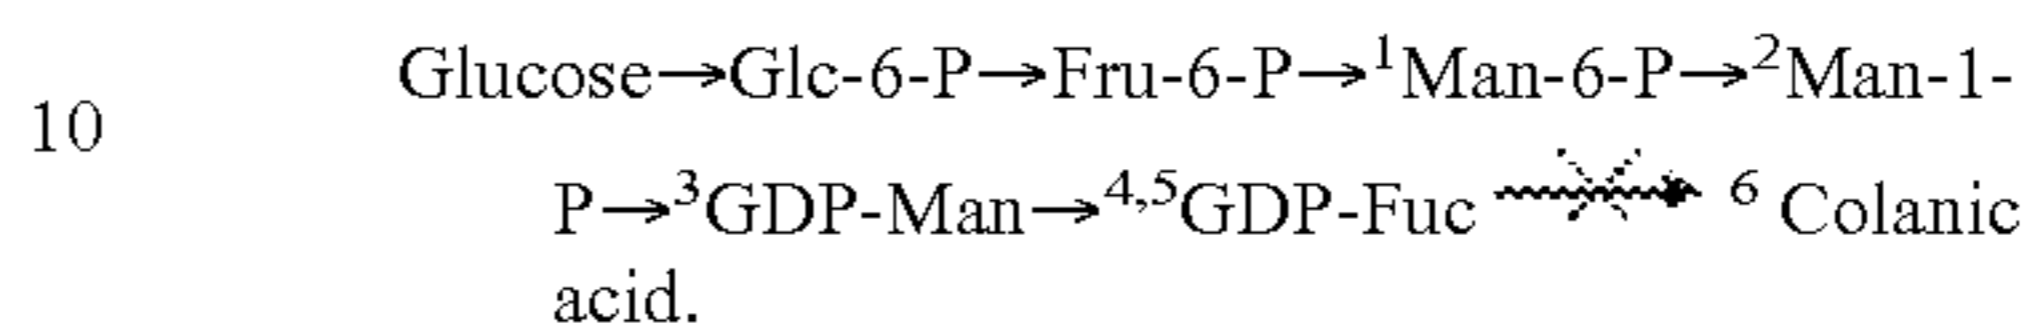 Glucose→Glc-6-P→Fru-6-P→¹Man-6-P→²Man-1-
10
P→³GDP-Man→⁴,⁵GDP-Fuc → ⁶ Colanic
acid.